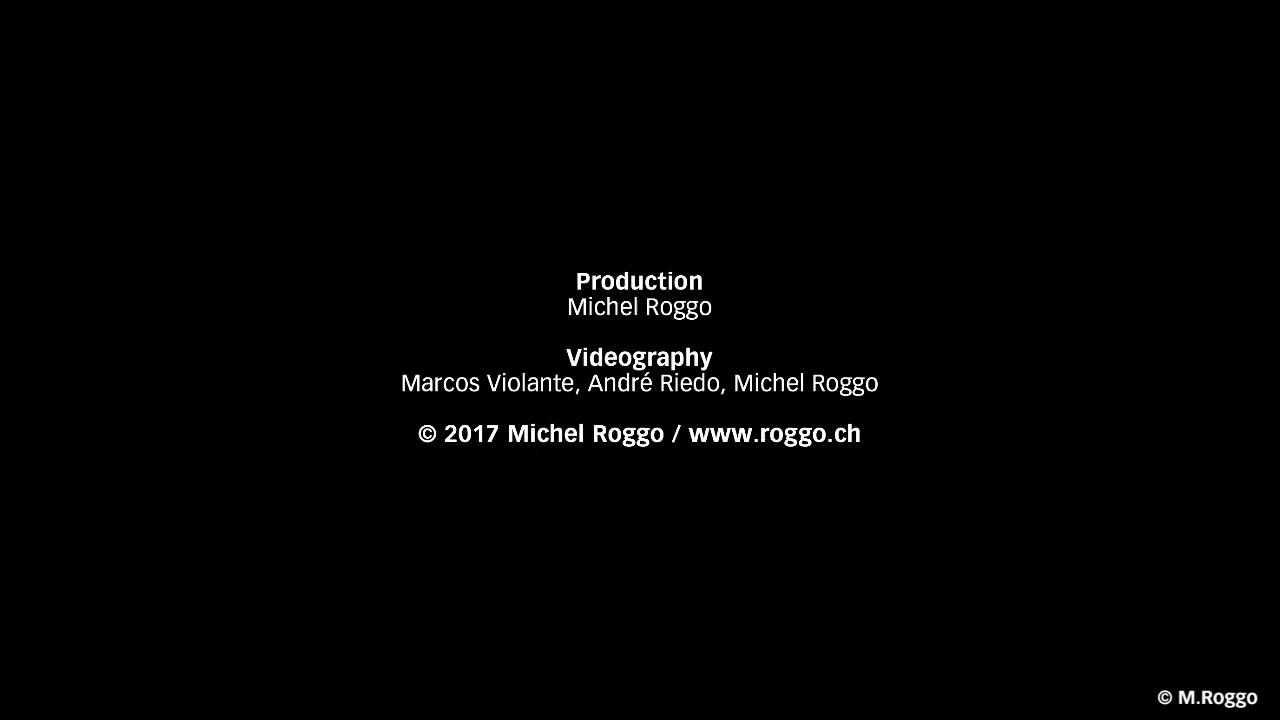 Production
Michel Roggo
Videography
Marcos Violante, André Riedo, Michel Roggo
© 2017 Michel Roggo / www.roggo.ch
© M.Roggo